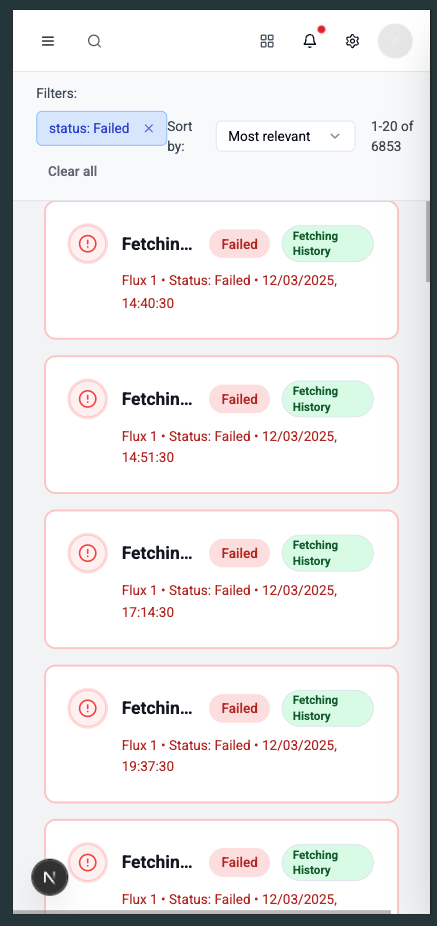 Filters:
status: Failed ×
Sort by:
Most relevant
1-20 of 6853
Clear all
Fetchin... Failed Fetching History
Flux 1 • Status: Failed • 12/03/2025,
14:40:30
Fetchin... Failed Fetching History
Flux 1 • Status: Failed • 12/03/2025,
14:51:30
Fetchin... Failed Fetching History
Flux 1 • Status: Failed • 12/03/2025,
17:14:30
Fetchin... Failed Fetching History
Flux 1 • Status: Failed • 12/03/2025,
19:37:30
Fetchin... Failed Fetching History
Flux 1 • Status: Failed • 12/03/2025,
N